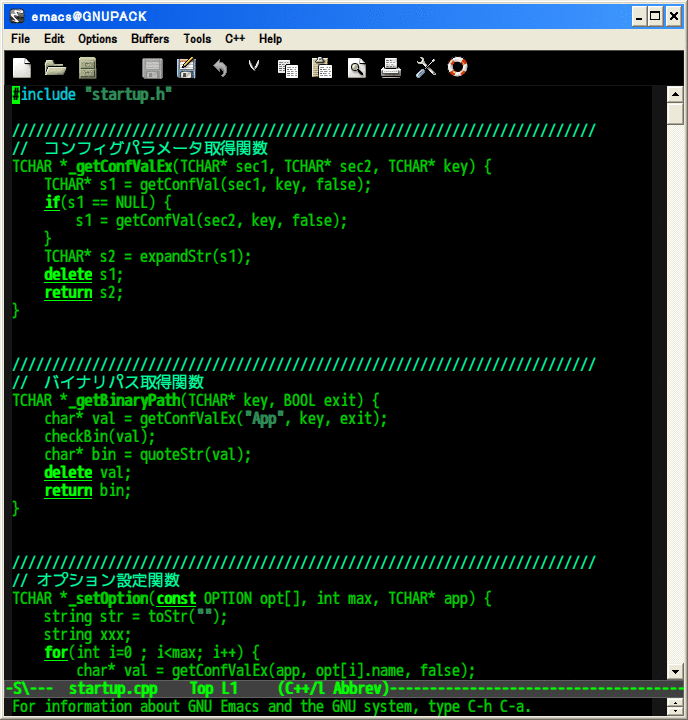 emacs@GNUPACK
File Edit Options Buffers Tools C++ Help
#include "startup.h"
/////////////////////////////////////////////////////////////////////////
//　コンフィグパラメータ取得関数
TCHAR *_getConfValEx(TCHAR* sec1, TCHAR* sec2, TCHAR* key) {
    TCHAR* s1 = getConfVal(sec1, key, false);
    if(s1 == NULL) {
        s1 = getConfVal(sec2, key, false);
    }
    TCHAR* s2 = expandStr(s1);
    delete s1;
    return s2;
}
/////////////////////////////////////////////////////////////////////////
//　バイナリパス取得関数
TCHAR *_getBinaryPath(TCHAR* key, BOOL exit) {
    char* val = getConfValEx("App", key, exit);
    checkBin(val);
    char* bin = quoteStr(val);
    delete val;
    return bin;
}
/////////////////////////////////////////////////////////////////////////
// オプション設定関数
TCHAR *_setOption(const OPTION opt[], int max, TCHAR* app) {
    string str = toStr("");
    string xxx;
    for(int i=0 ; i<max; i++) {
        char* val = getConfValEx(app, opt[i].name, false);
-S\---  startup.cpp    Top L1     (C++/l Abbrev)-------------------------------------
For information about GNU Emacs and the GNU system, type C-h C-a.